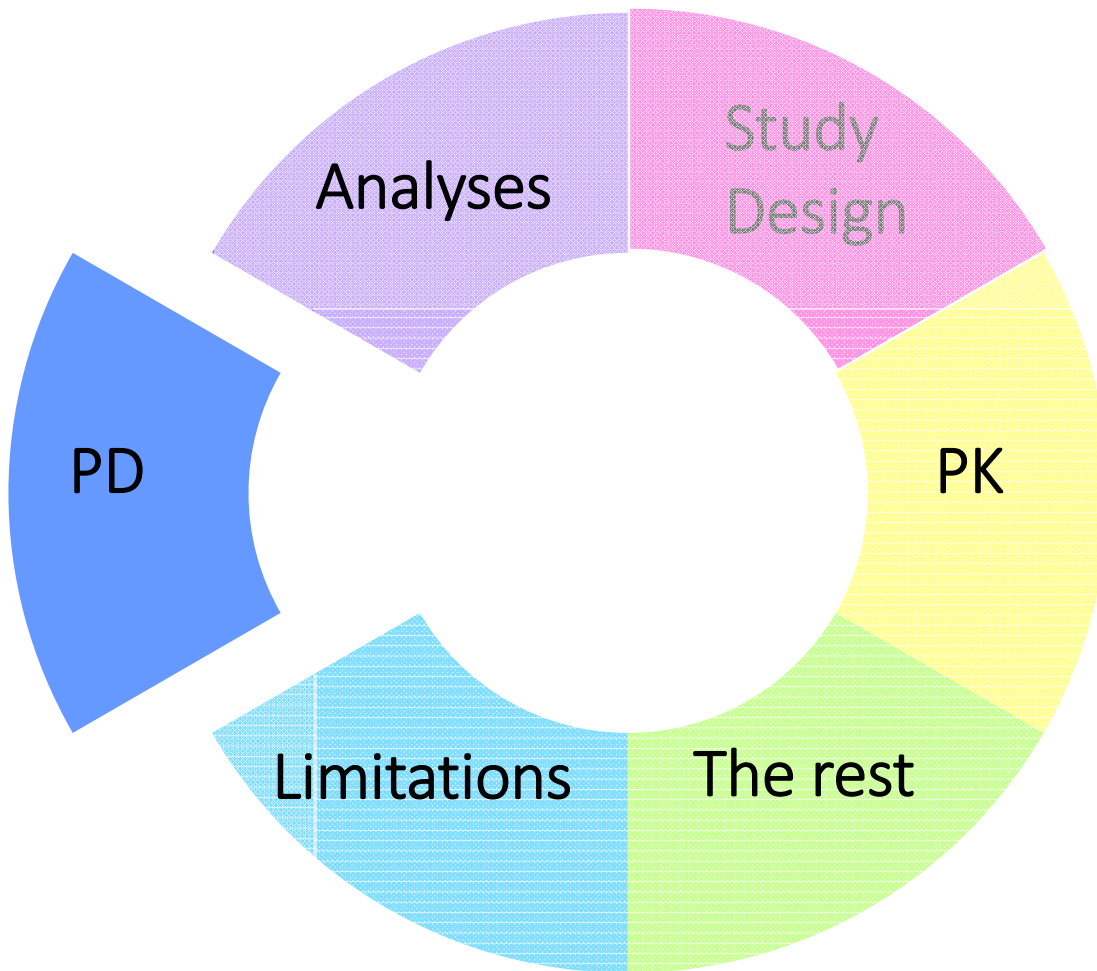 Analyses
Study
Design
PD
PK
Limitations
The rest